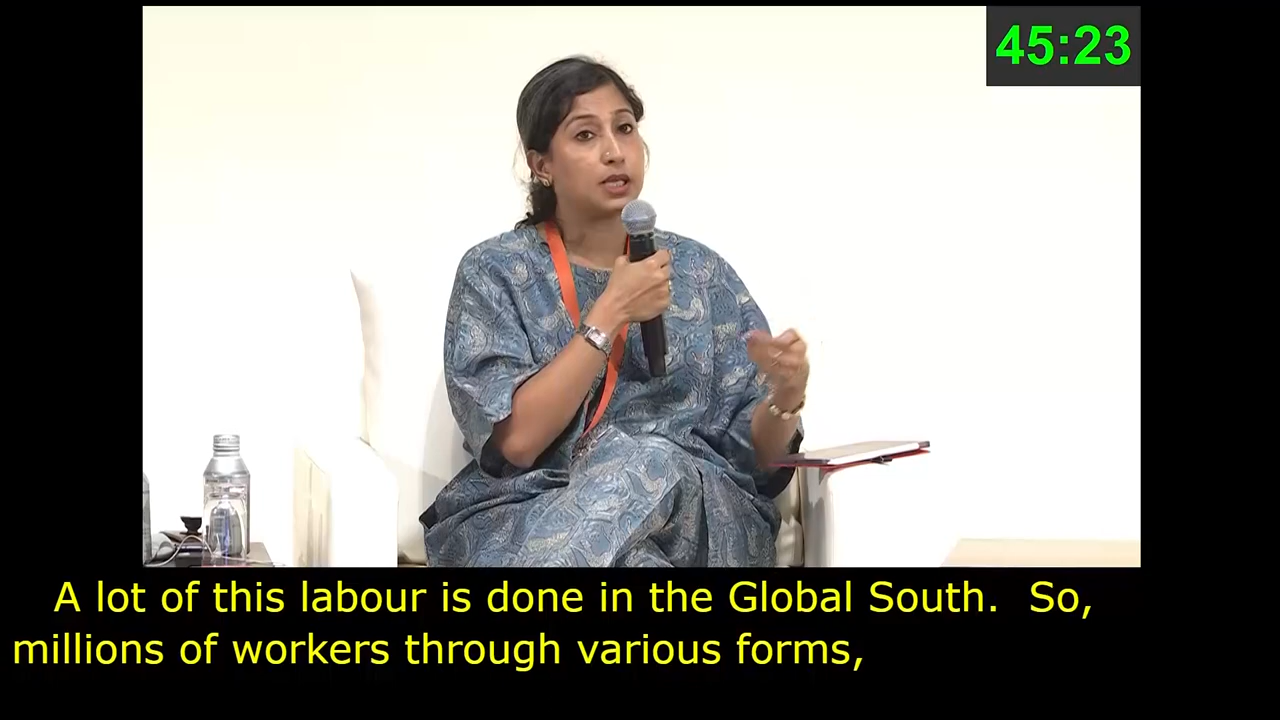 45:23
A lot of this labour is done in the Global South.  So,
millions of workers through various forms,